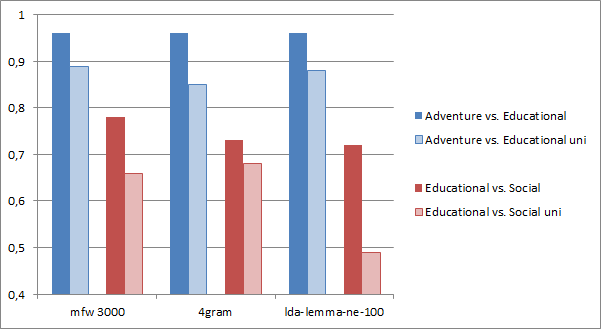 1
0,9
0,8
0,7
0,6
0,5
0,4
mfw 3000
4gram
lda-lemma-ne-100
Adventure vs. Educational
Adventure vs. Educational uni
Educational vs. Social
Educational vs. Social uni